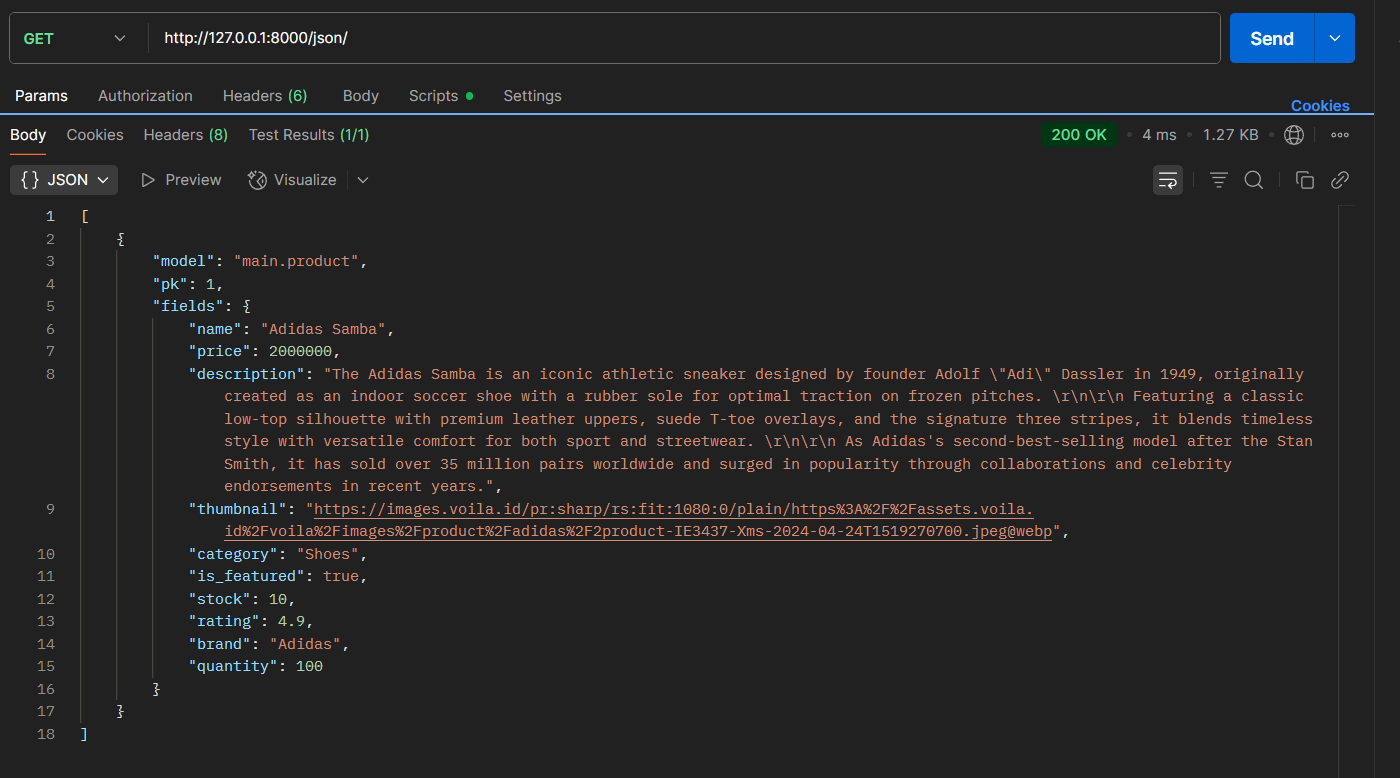 GET http://127.0.0.1:8000/json/ Send
Params Authorization Headers (6) Body Scripts Settings
Cookies
Body Cookies Headers (8) Test Results (1/1) 200 OK 4 ms 1.27 KB
{} JSON Preview Visualize
1 [
2 {
3 "model": "main.product",
4 "pk": 1,
5 "fields": {
6 "name": "Adidas Samba",
7 "price": 2000000,
8 "description": "The Adidas Samba is an iconic athletic sneaker designed by founder Adolf \"Adi\" Dassler in 1949, originally
created as an indoor soccer shoe with a rubber sole for optimal traction on frozen pitches. \r\n\r\n Featuring a classic
low-top silhouette with premium leather uppers, suede T-toe overlays, and the signature three stripes, it blends timeless
style with versatile comfort for both sport and streetwear. \r\n\r\n As Adidas's second-best-selling model after the Stan
Smith, it has sold over 35 million pairs worldwide and surged in popularity through collaborations and celebrity
endorsements in recent years.",
9 "thumbnail": "https://images.voila.id/pr:sharp/rs:fit:1080:0/plain/https%3A%2F%2Fassets.voila.
id%2Fvoila%2Fimages%2Fproduct%2Fadidas%2F2product-IE3437-Xms-2024-04-24T1519270700.jpeg@webp",
10 "category": "Shoes",
11 "is_featured": true,
12 "stock": 10,
13 "rating": 4.9,
14 "brand": "Adidas",
15 "quantity": 100
16 }
17 }
18 ]